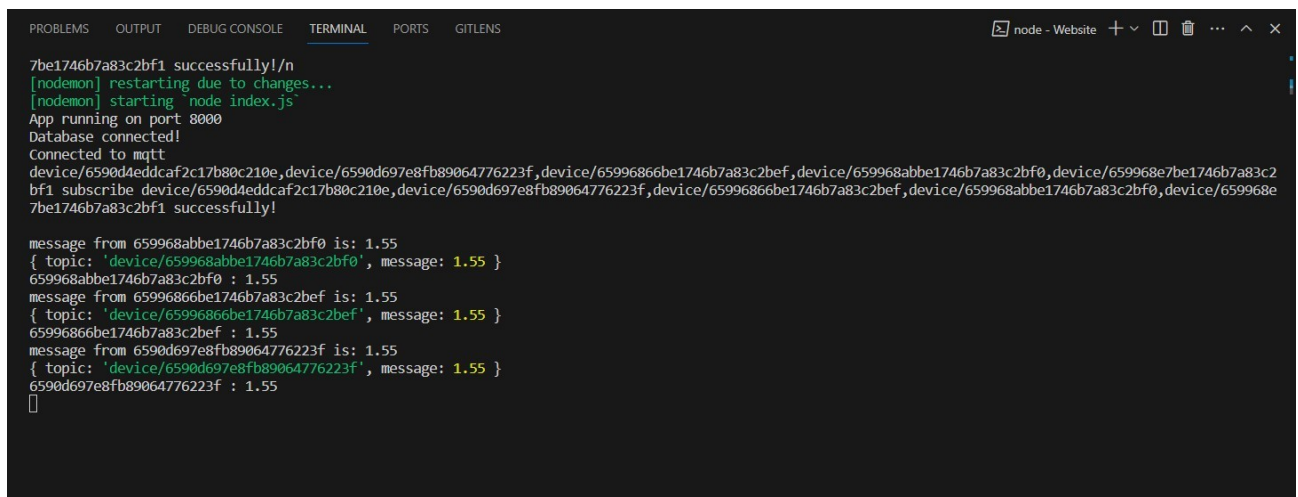 PROBLEMS OUTPUT DEBUG CONSOLE TERMINAL PORTS GITLENS node - Website
7be1746b7a83c2bf1 successfully!/n
[nodemon] restarting due to changes...
[nodemon] starting `node index.js`
App running on port 8000
Database connected!
Connected to mqtt
device/6590d4eddcaf2c17b80c210e,device/6590d697e8fb89064776223f,device/65996866be1746b7a83c2bef,device/659968abbe1746b7a83c2bf0,device/659968e7be1746b7a83c2
bf1 subscribe device/6590d4eddcaf2c17b80c210e,device/6590d697e8fb89064776223f,device/65996866be1746b7a83c2bef,device/659968abbe1746b7a83c2bf0,device/659968e
7be1746b7a83c2bf1 successfully!
message from 659968abbe1746b7a83c2bf0 is: 1.55
{ topic: 'device/659968abbe1746b7a83c2bf0', message: 1.55 }
659968abbe1746b7a83c2bf0 : 1.55
message from 65996866be1746b7a83c2bef is: 1.55
{ topic: 'device/65996866be1746b7a83c2bef', message: 1.55 }
65996866be1746b7a83c2bef : 1.55
message from 6590d697e8fb89064776223f is: 1.55
{ topic: 'device/6590d697e8fb89064776223f', message: 1.55 }
6590d697e8fb89064776223f : 1.55